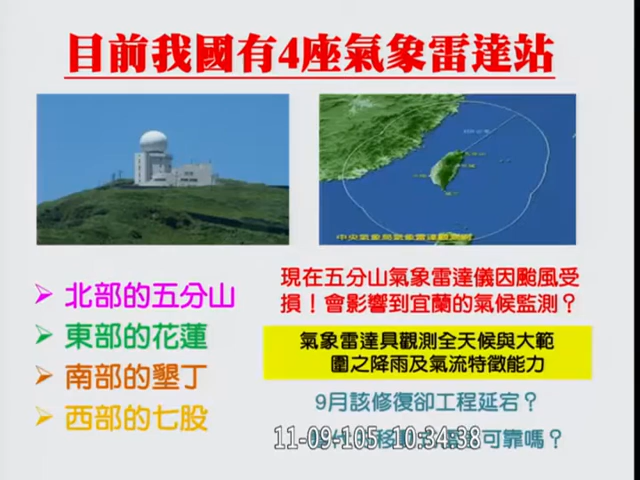 目前我國有4座氣象雷達站
北部的五分山
東部的花蓮
南部的墾丁
西部的七股
現在五分山氣象雷達儀因颱風受
損！會影響到宜蘭的氣候監測？
氣象雷達具觀測全天候與大範
圍之降雨及氣流特徵能力
9月該修復卻工程延宕？
可靠嗎？
11-09-105 10:34:38